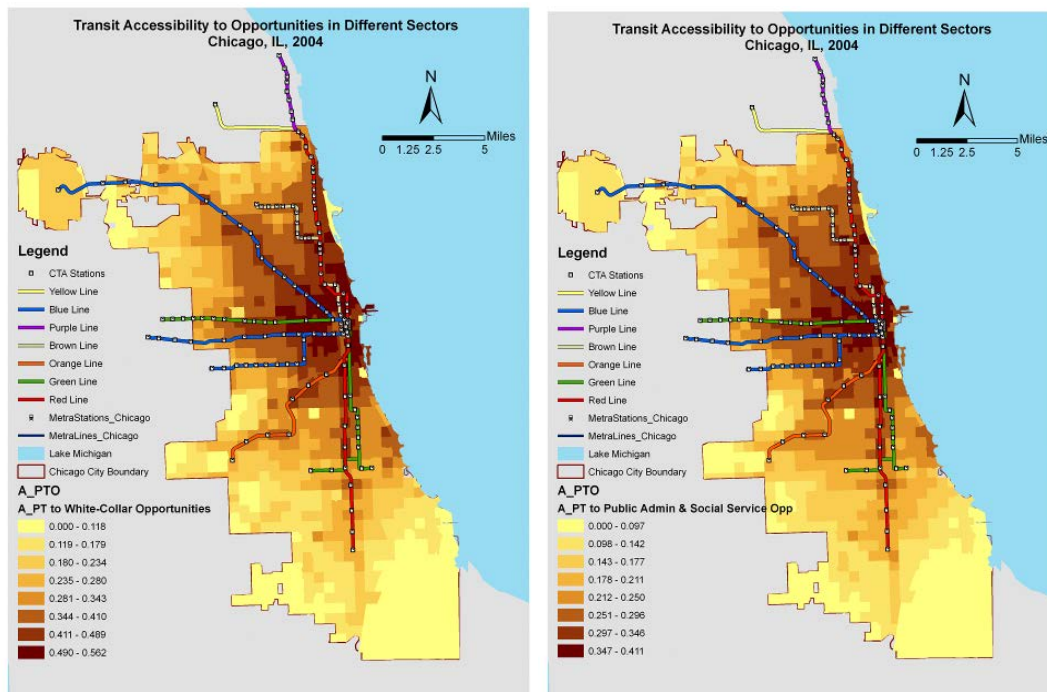 Transit Accessibility to Opportunities in Different Sectors
Chicago, IL, 2004
N
Miles
0 1.25 2.5 5
Legend
CTA Stations
Yellow Line
Blue Line
Purple Line
Brown Line
Orange Line
Green Line
Red Line
MetraStations_Chicago
MetraLines_Chicago
Lake Michigan
Chicago City Boundary
A_PTO
A_PT to White-Collar Opportunities
0.000 - 0.118
0.119 - 0.179
0.180 - 0.234
0.235 - 0.280
0.281 - 0.343
0.344 - 0.410
0.411 - 0.489
0.490 - 0.562
Transit Accessibility to Opportunities in Different Sectors
Chicago, IL, 2004
N
Miles
0 1.25 2.5 5
Legend
CTA Stations
Yellow Line
Blue Line
Purple Line
Brown Line
Orange Line
Green Line
Red Line
MetraStations_Chicago
MetraLines_Chicago
Lake Michigan
Chicago City Boundary
A_PTO
A_PT to Public Admin & Social Service Opp
0.000 - 0.097
0.098 - 0.142
0.143 - 0.177
0.178 - 0.211
0.212 - 0.250
0.251 - 0.296
0.297 - 0.346
0.347 - 0.411